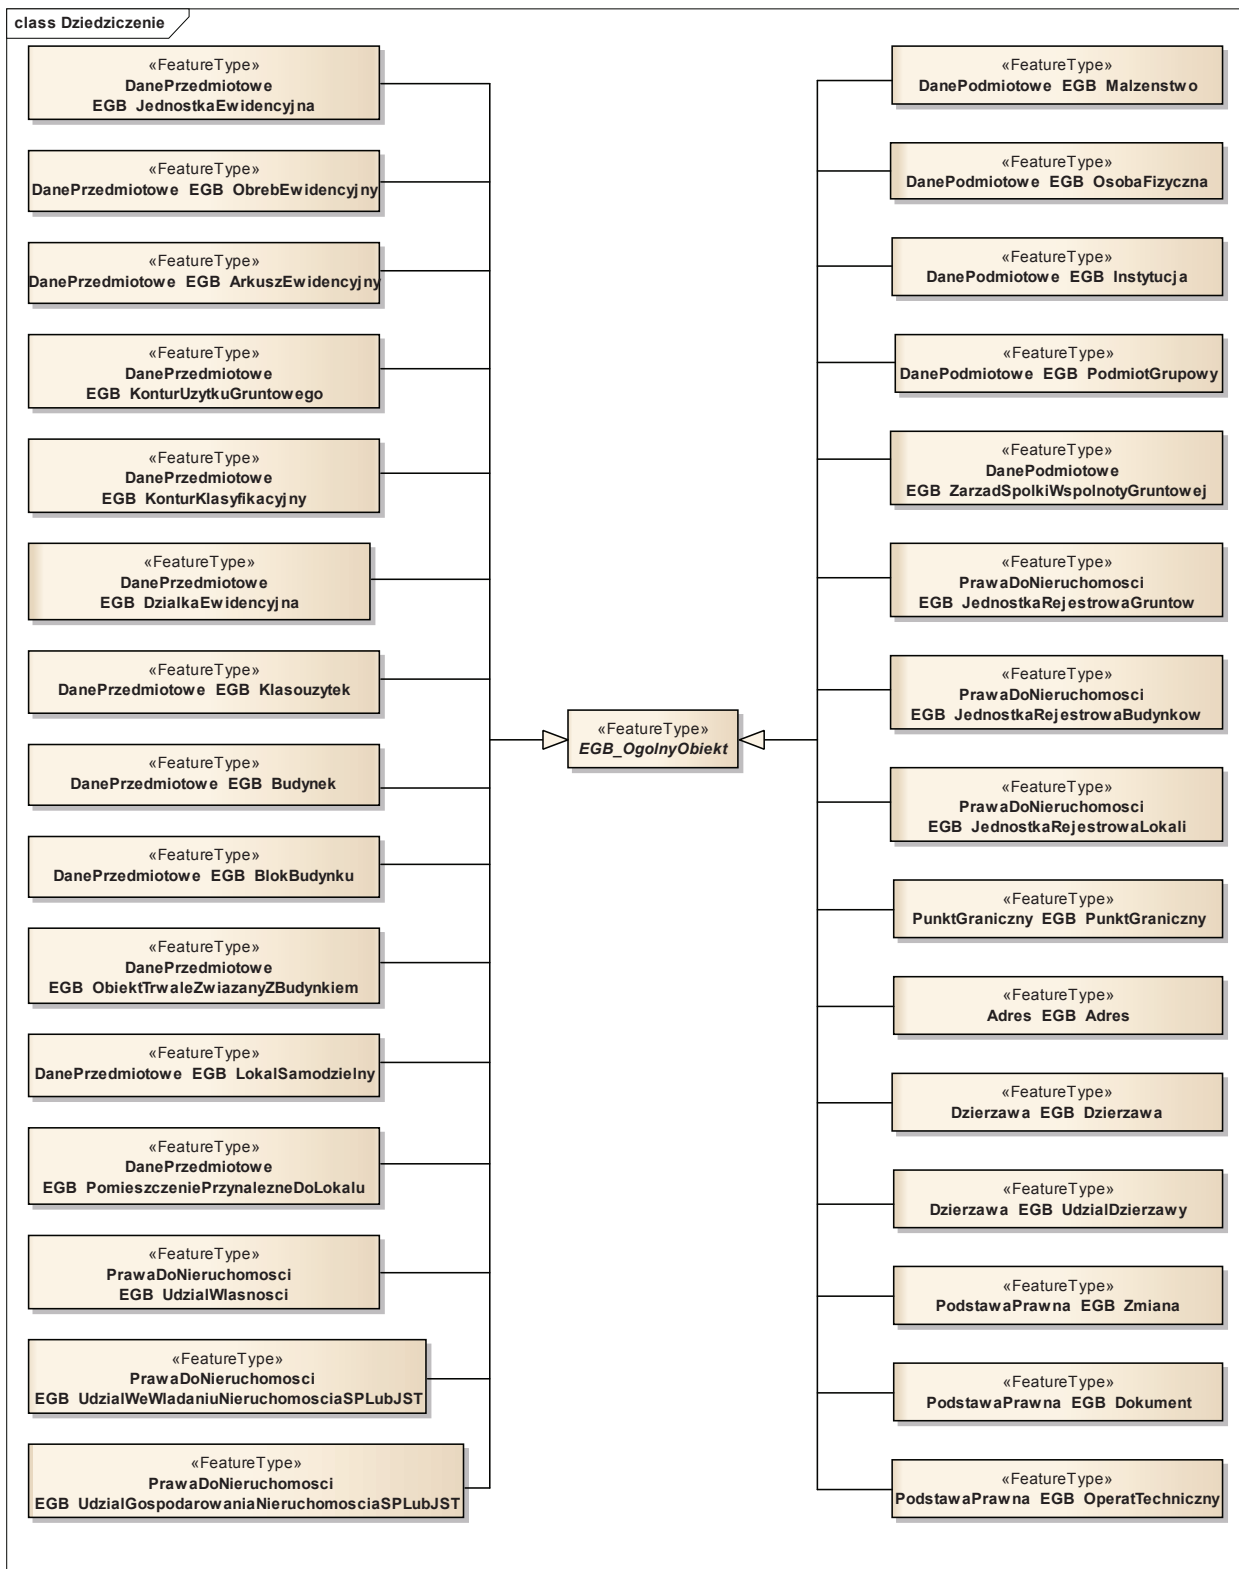 class Dziedziczenie
«FeatureType»
DanePrzedmiotowe
EGB JednostkaEwidencyjna
«FeatureType»
DanePrzedmiotowe EGB ObrebEwidencyjny
«FeatureType»
DanePrzedmiotowe EGB ArkuszEwidencyjny
«FeatureType»
DanePrzedmiotowe
EGB KonturUzytkuGruntowego
«FeatureType»
DanePrzedmiotowe
EGB KonturKlasyfikacyjny
«FeatureType»
DanePrzedmiotowe
EGB DzialkaEwidencyjna
«FeatureType»
DanePrzedmiotowe EGB Klasouzytek
«FeatureType»
DanePrzedmiotowe EGB Budynek
«FeatureType»
DanePrzedmiotowe EGB BlokBudynku
«FeatureType»
DanePrzedmiotowe
EGB ObiektTrwaleZwiazanyZBudynkiem
«FeatureType»
DanePrzedmiotowe EGB LokalSamodzielny
«FeatureType»
DanePrzedmiotowe
EGB PomieszczeniePrzynalezneDoLokalu
«FeatureType»
PrawaDoNieruchomosci
EGB UdzialWlasnosci
«FeatureType»
PrawaDoNieruchomosci
EGB UdzialWeWladaniuNieruchomosciaSPLubJST
«FeatureType»
PrawaDoNieruchomosci
EGB UdzialGospodarowaniaNieruchomosciaSPLubJST
«FeatureType»
EGB_OgolnyObiekt
«FeatureType»
DanePodmiotowe EGB Malzenstwo
«FeatureType»
DanePodmiotowe EGB OsobaFizyczna
«FeatureType»
DanePodmiotowe EGB Instytucja
«FeatureType»
DanePodmiotowe EGB PodmiotGrupowy
«FeatureType»
DanePodmiotowe
EGB ZarzadSpolkiWspolnotyGruntowej
«FeatureType»
PrawaDoNieruchomosci
EGB JednostkaRejestrowaGruntow
«FeatureType»
PrawaDoNieruchomosci
EGB JednostkaRejestrowaBudynkow
«FeatureType»
PrawaDoNieruchomosci
EGB JednostkaRejestrowaLokali
«FeatureType»
PunktGraniczny EGB PunktGraniczny
«FeatureType»
Adres EGB Adres
«FeatureType»
Dzierzawa EGB Dzierzawa
«FeatureType»
Dzierzawa EGB UdzialDzierzawy
«FeatureType»
PodstawaPrawna EGB Zmiana
«FeatureType»
PodstawaPrawna EGB Dokument
«FeatureType»
PodstawaPrawna EGB OperatTechniczny